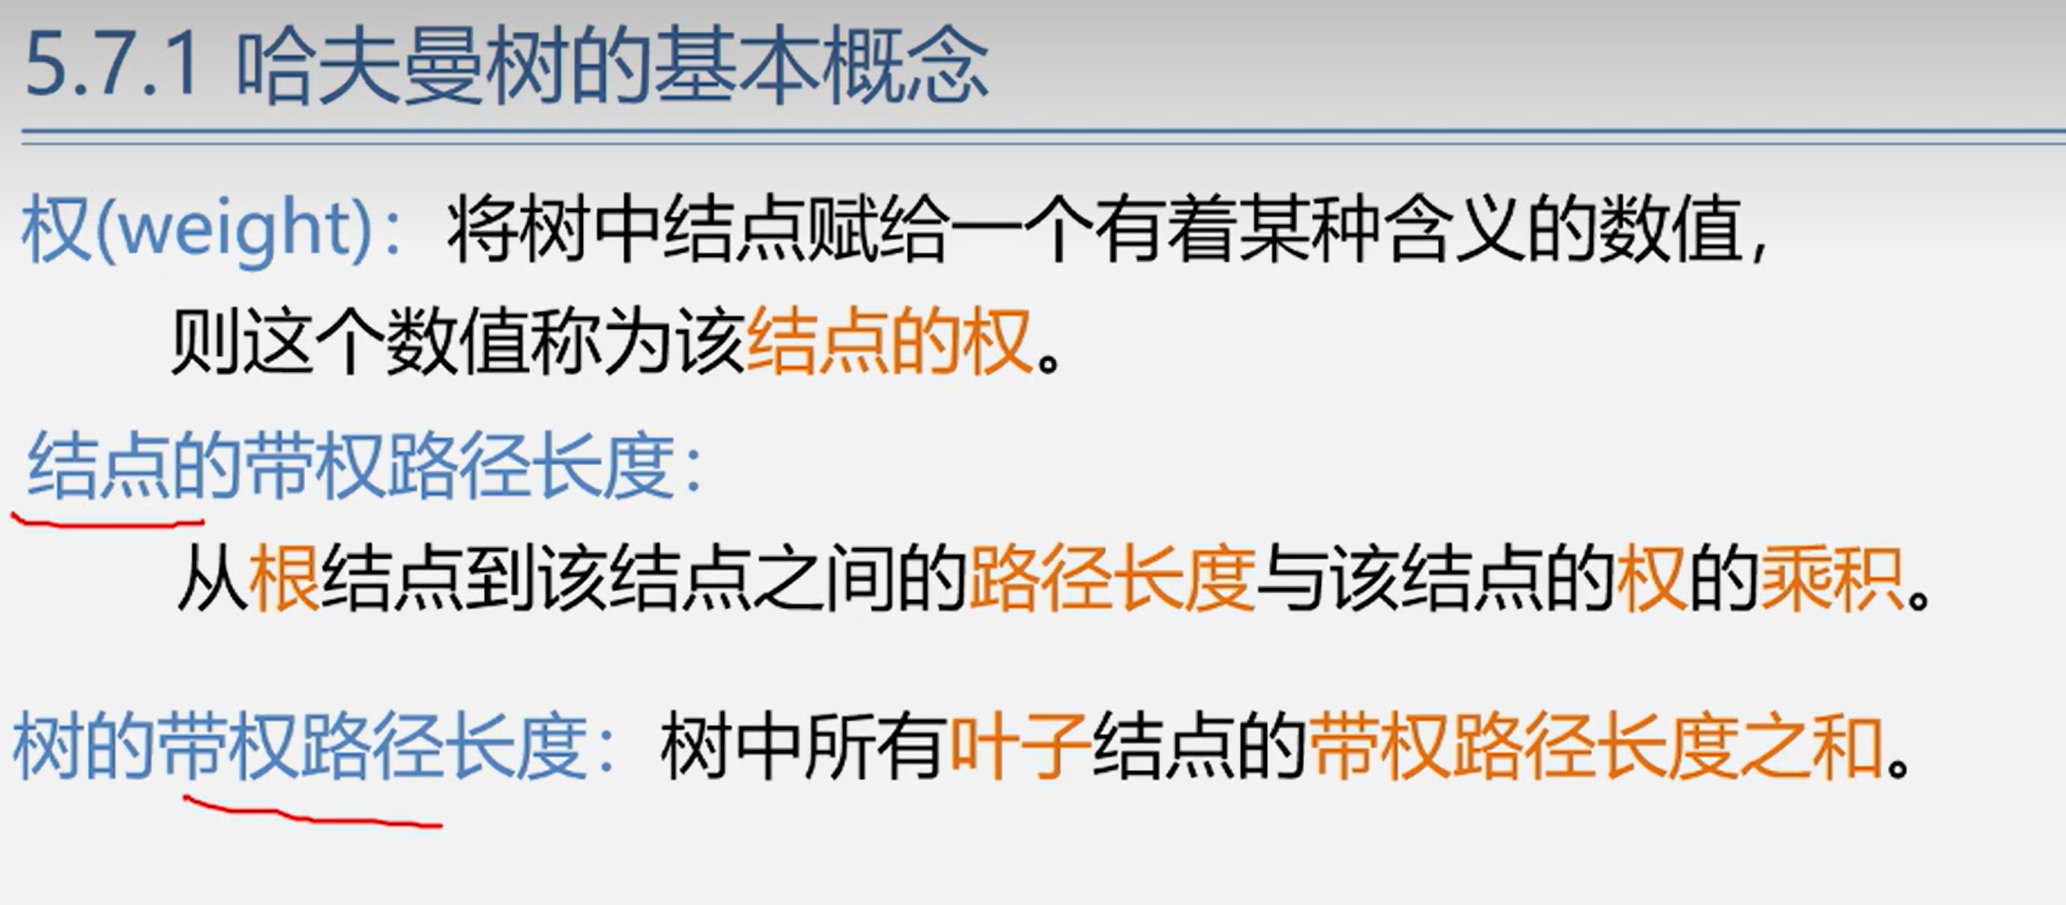 5.7.1 哈夫曼树的基本概念
权(weight)：将树中结点赋给一个有着某种含义的数值，
则这个数值称为该结点的权。
结点的带权路径长度：
从根结点到该结点之间的路径长度与该结点的权的乘积。
树的带权路径长度：树中所有叶子结点的带权路径长度之和。